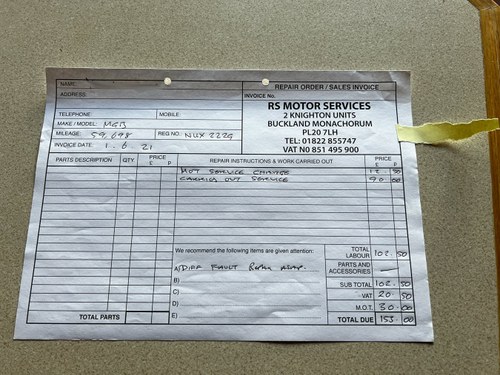 NAME:
REPAIR ORDER / SALES INVOICE
ADDRESS:
INVOICE No.
RS MOTOR SERVICES
2 KNIGHTON UNITS
BUCKLAND MONACHORUM
PL20 7LH
TEL: 01822 855747
VAT N0 851 495 900
TELEPHONE
MOBILE
MAKE / MODEL: MGB
MILEAGE 59,698
REG NO. NUX 222G
INVOICE DATE 1.6.21
PARTS DESCRIPTION QTY PRICE £ P REPAIR INSTRUCTIONS & WORK CARRIED OUT PRICE £ P
MOT SERVICE CHARGE 12.50
CARRIED OUT SERVICE 90 00
We recommend the following items are given attention:
A) DIFF FAULT ASAP.
B)
C)
D)
E)
TOTAL LABOUR 102.50
PARTS AND ACCESSORIES —
SUB TOTAL 102.50
VAT 20.50
M.O.T. 30.00
TOTAL PARTS
TOTAL DUE 153.00